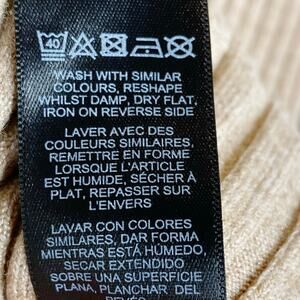 40
WASH WITH SIMILAR
COLOURS, RESHAPE
WHILST DAMP, DRY FLAT,
IRON ON REVERSE SIDE
LAVER AVEC DES
COULEURS SIMILAIRES,
REMETTRE EN FORME
LORSQUE L'ARTICLE
EST HUMIDE, SÉCHER À
PLAT, REPASSER SUR
L'ENVERS
LAVAR CON COLORES
SIMILARES, DAR FORMA
MIENTRAS ESTÁ HÚMEDO,
SECAR EXTENDIDO
SOBRE UNA SUPERFICIE
PLANA, PLANCHAR DEL
REVÉS